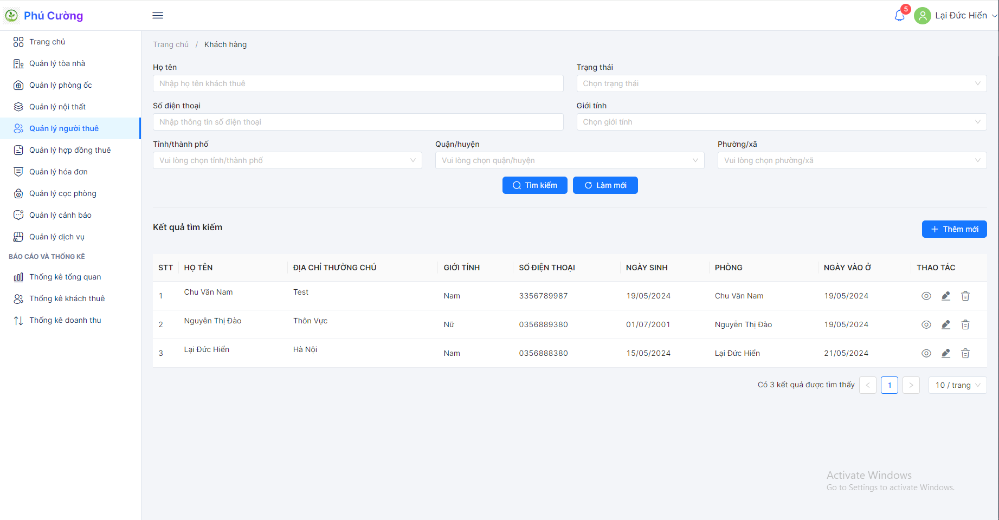 Phú Cường
5
Lại Đức Hiển
Trang chủ
Quản lý tòa nhà
Quản lý phòng ốc
Quản lý nội thất
Quản lý người thuê
Quản lý hợp đồng thuê
Quản lý hóa đơn
Quản lý cọc phòng
Quản lý cảnh báo
Quản lý dịch vụ
BÁO CÁO VÀ THỐNG KÊ
Thống kê tổng quan
Thống kê khách thuê
Thống kê doanh thu
Trang chủ / Khách hàng
Họ tên
Nhập họ tên khách thuê
Trạng thái
Chọn trạng thái
Số điện thoại
Nhập thông tin số điện thoại
Giới tính
Chọn giới tính
Tỉnh/thành phố
Vui lòng chọn tỉnh/thành phố
Quận/huyện
Vui lòng chọn quận/huyện
Phường/xã
Vui lòng chọn phường/xã
Tìm kiếm
Làm mới
Kết quả tìm kiếm
Thêm mới
STT HỌ TÊN ĐỊA CHỈ THƯỜNG CHÚ GIỚI TÍNH SỐ ĐIỆN THOẠI NGÀY SINH PHÒNG NGÀY VÀO Ở THAO TÁC
1 Chu Văn Nam Test Nam 3356789987 19/05/2024 Chu Văn Nam 19/05/2024
2 Nguyễn Thị Đào Thôn Vực Nữ 0356889380 01/07/2001 Nguyễn Thị Đào 19/05/2024
3 Lại Đức Hiển Hà Nội Nam 0356888380 15/05/2024 Lại Đức Hiển 21/05/2024
Có 3 kết quả được tìm thấy < 1 > 10 / trang
Activate Windows
Go to Settings to activate Windows.